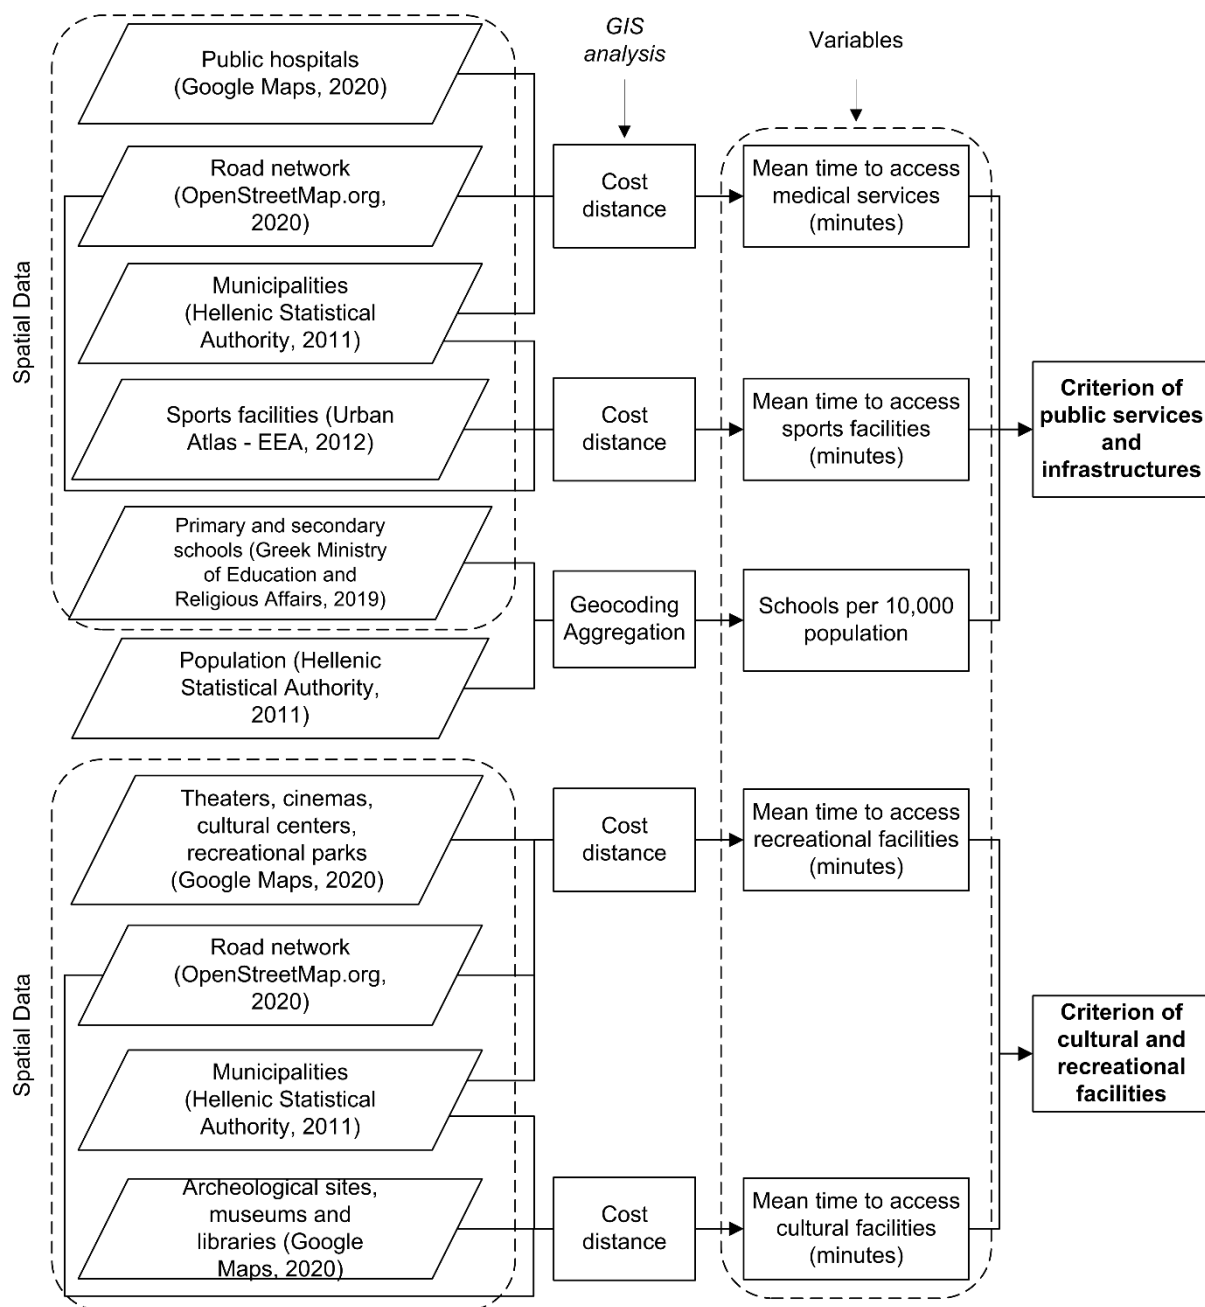 GIS
analysis
Variables
Spatial Data
Public hospitals
(Google Maps, 2020)
Road network
(OpenStreetMap.org,
2020)
Cost
distance
Mean time to access
medical services
(minutes)
Municipalities
(Hellenic Statistical
Authority, 2011)
Sports facilities (Urban
Atlas - EEA, 2012)
Cost
distance
Mean time to access
sports facilities
(minutes)
Criterion of
public services
and
infrastructures
Primary and secondary
schools (Greek Ministry
of Education and
Religious Affairs, 2019)
Geocoding
Aggregation
Schools per 10,000
population
Population (Hellenic
Statistical Authority,
2011)
Spatial Data
Theaters, cinemas,
cultural centers,
recreational parks
(Google Maps, 2020)
Cost
distance
Mean time to access
recreational facilities
(minutes)
Road network
(OpenStreetMap.org,
2020)
Municipalities
(Hellenic Statistical
Authority, 2011)
Criterion of
cultural and
recreational
facilities
Archeological sites,
museums and
libraries (Google
Maps, 2020)
Cost
distance
Mean time to access
cultural facilities
(minutes)